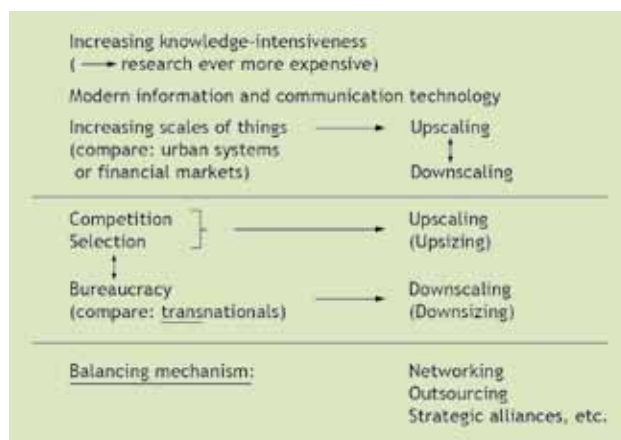 Increasing knowledge-intensiveness
(⟶ research ever more expensive)
Modern information and communication technology
Increasing scales of things ⟶ Upscaling
(compare: urban systems ↕
or financial markets) Downscaling
Competition ⟶ Upscaling
Selection (Upsizing)
↕
Bureaucracy ⟶ Downscaling
(compare: transnationals) (Downsizing)
Balancing mechanism: Networking
Outsourcing
Strategic alliances, etc.